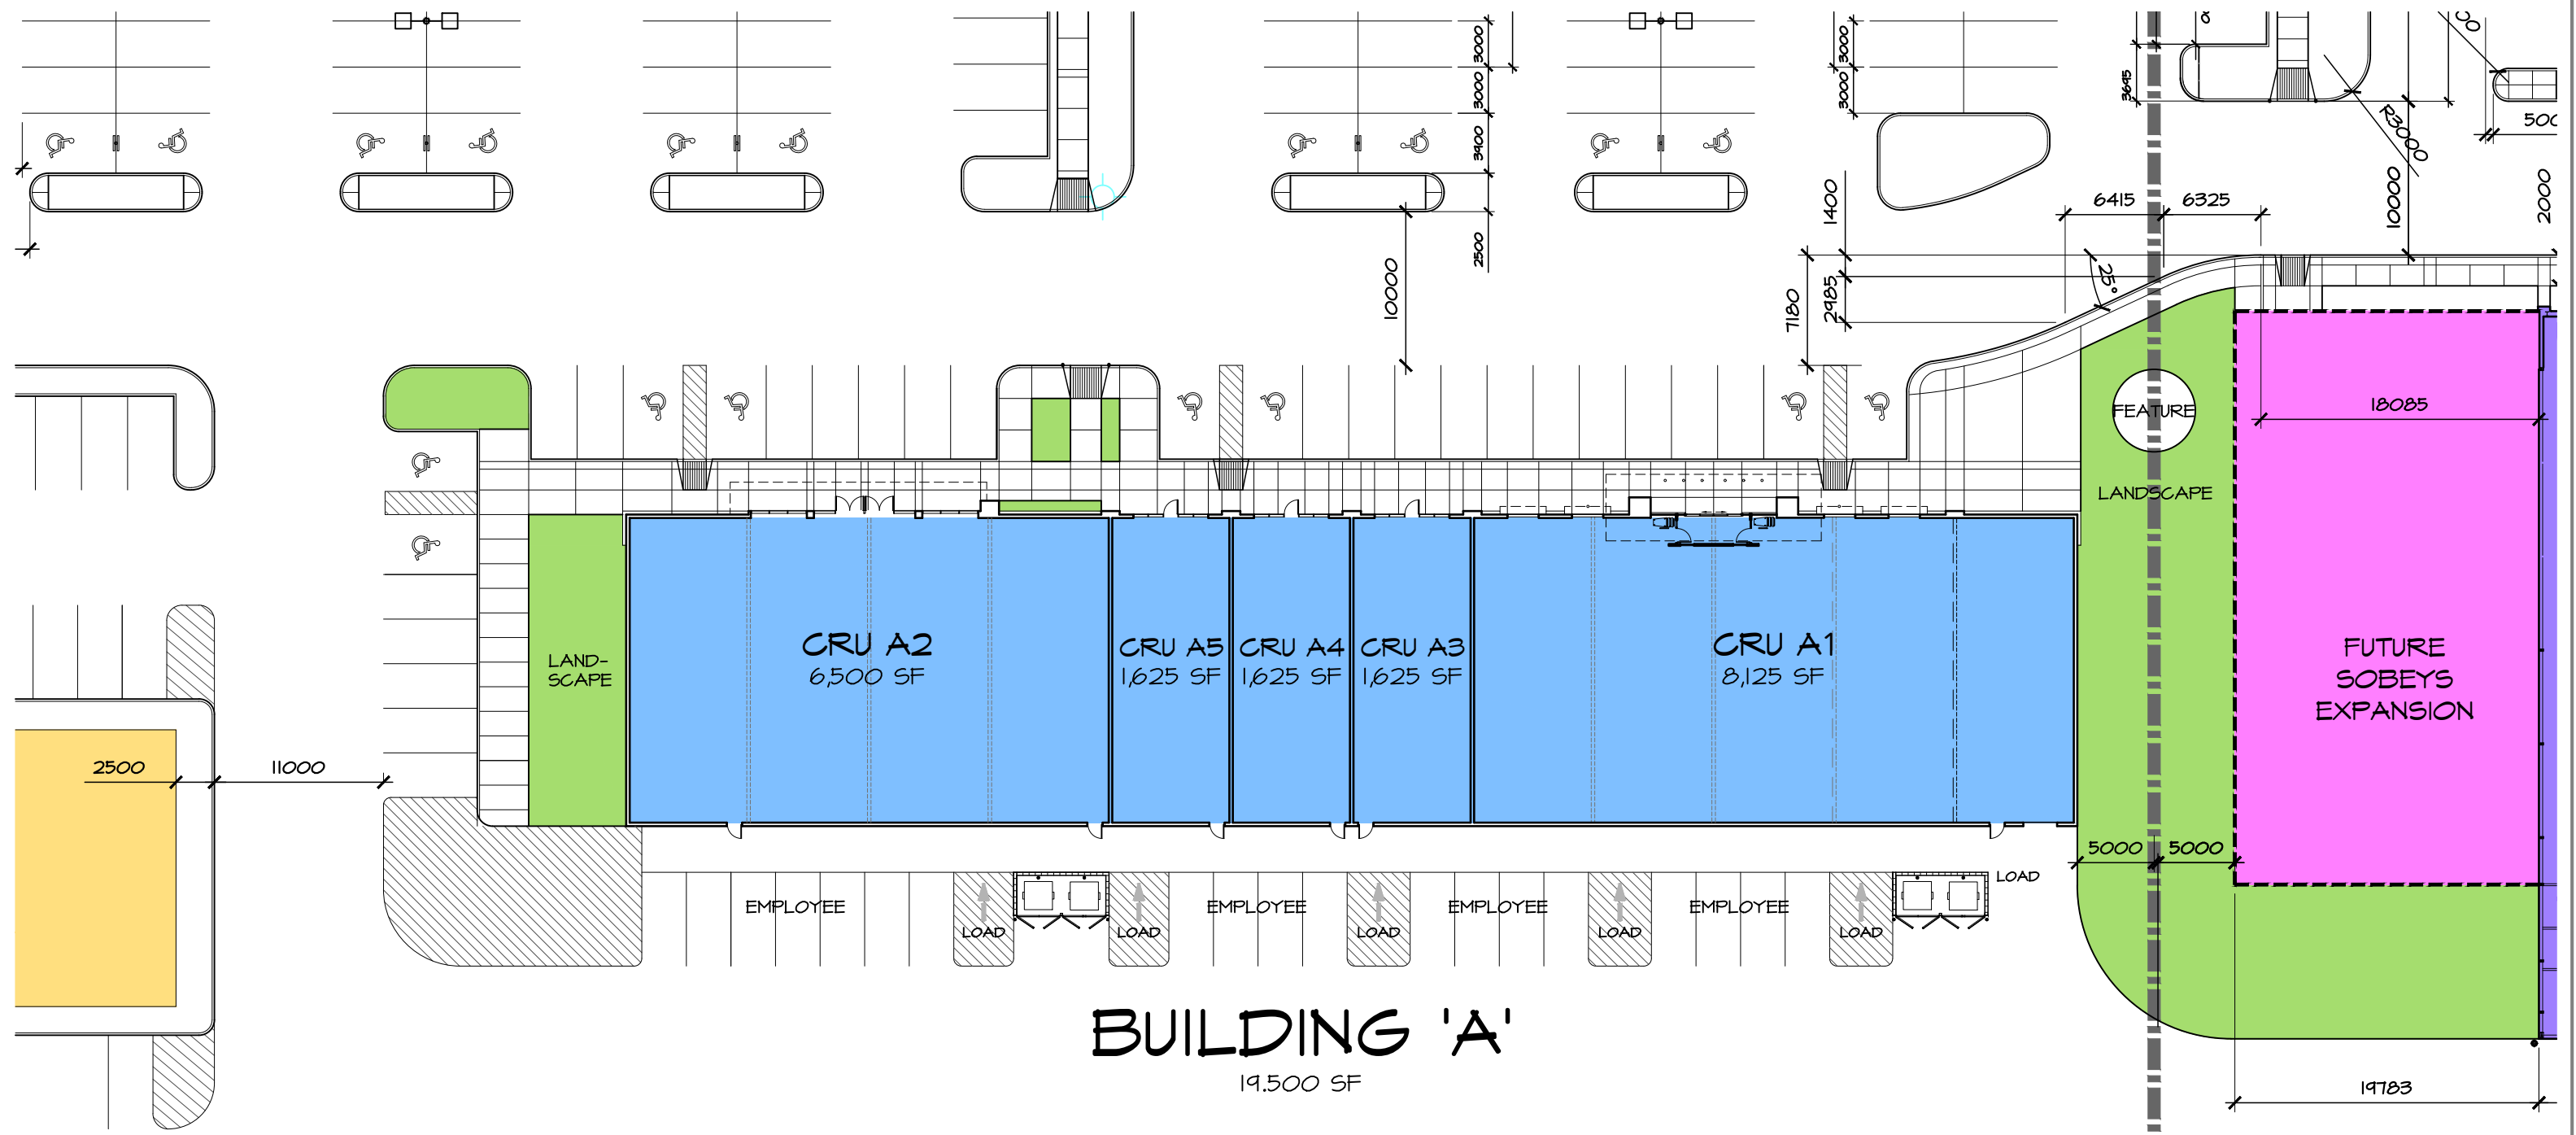 3000
3000
3900
2500
3000
3000
3695
R3000
10000
2000
1400
6415
6325
10000
7180
2985
25°
FEATURE
18085
LANDSCAPE
CRU A2
6,500 SF
CRU A5
1,625 SF
CRU A4
1,625 SF
CRU A3
1,625 SF
CRU A1
8,125 SF
LAND-
SCAPE
FUTURE
SOBEYS
EXPANSION
2500
11000
5000
5000
LOAD
EMPLOYEE
EMPLOYEE
EMPLOYEE
EMPLOYEE
LOAD
LOAD
LOAD
LOAD
LOAD
BUILDING 'A'
19.500 SF
19783